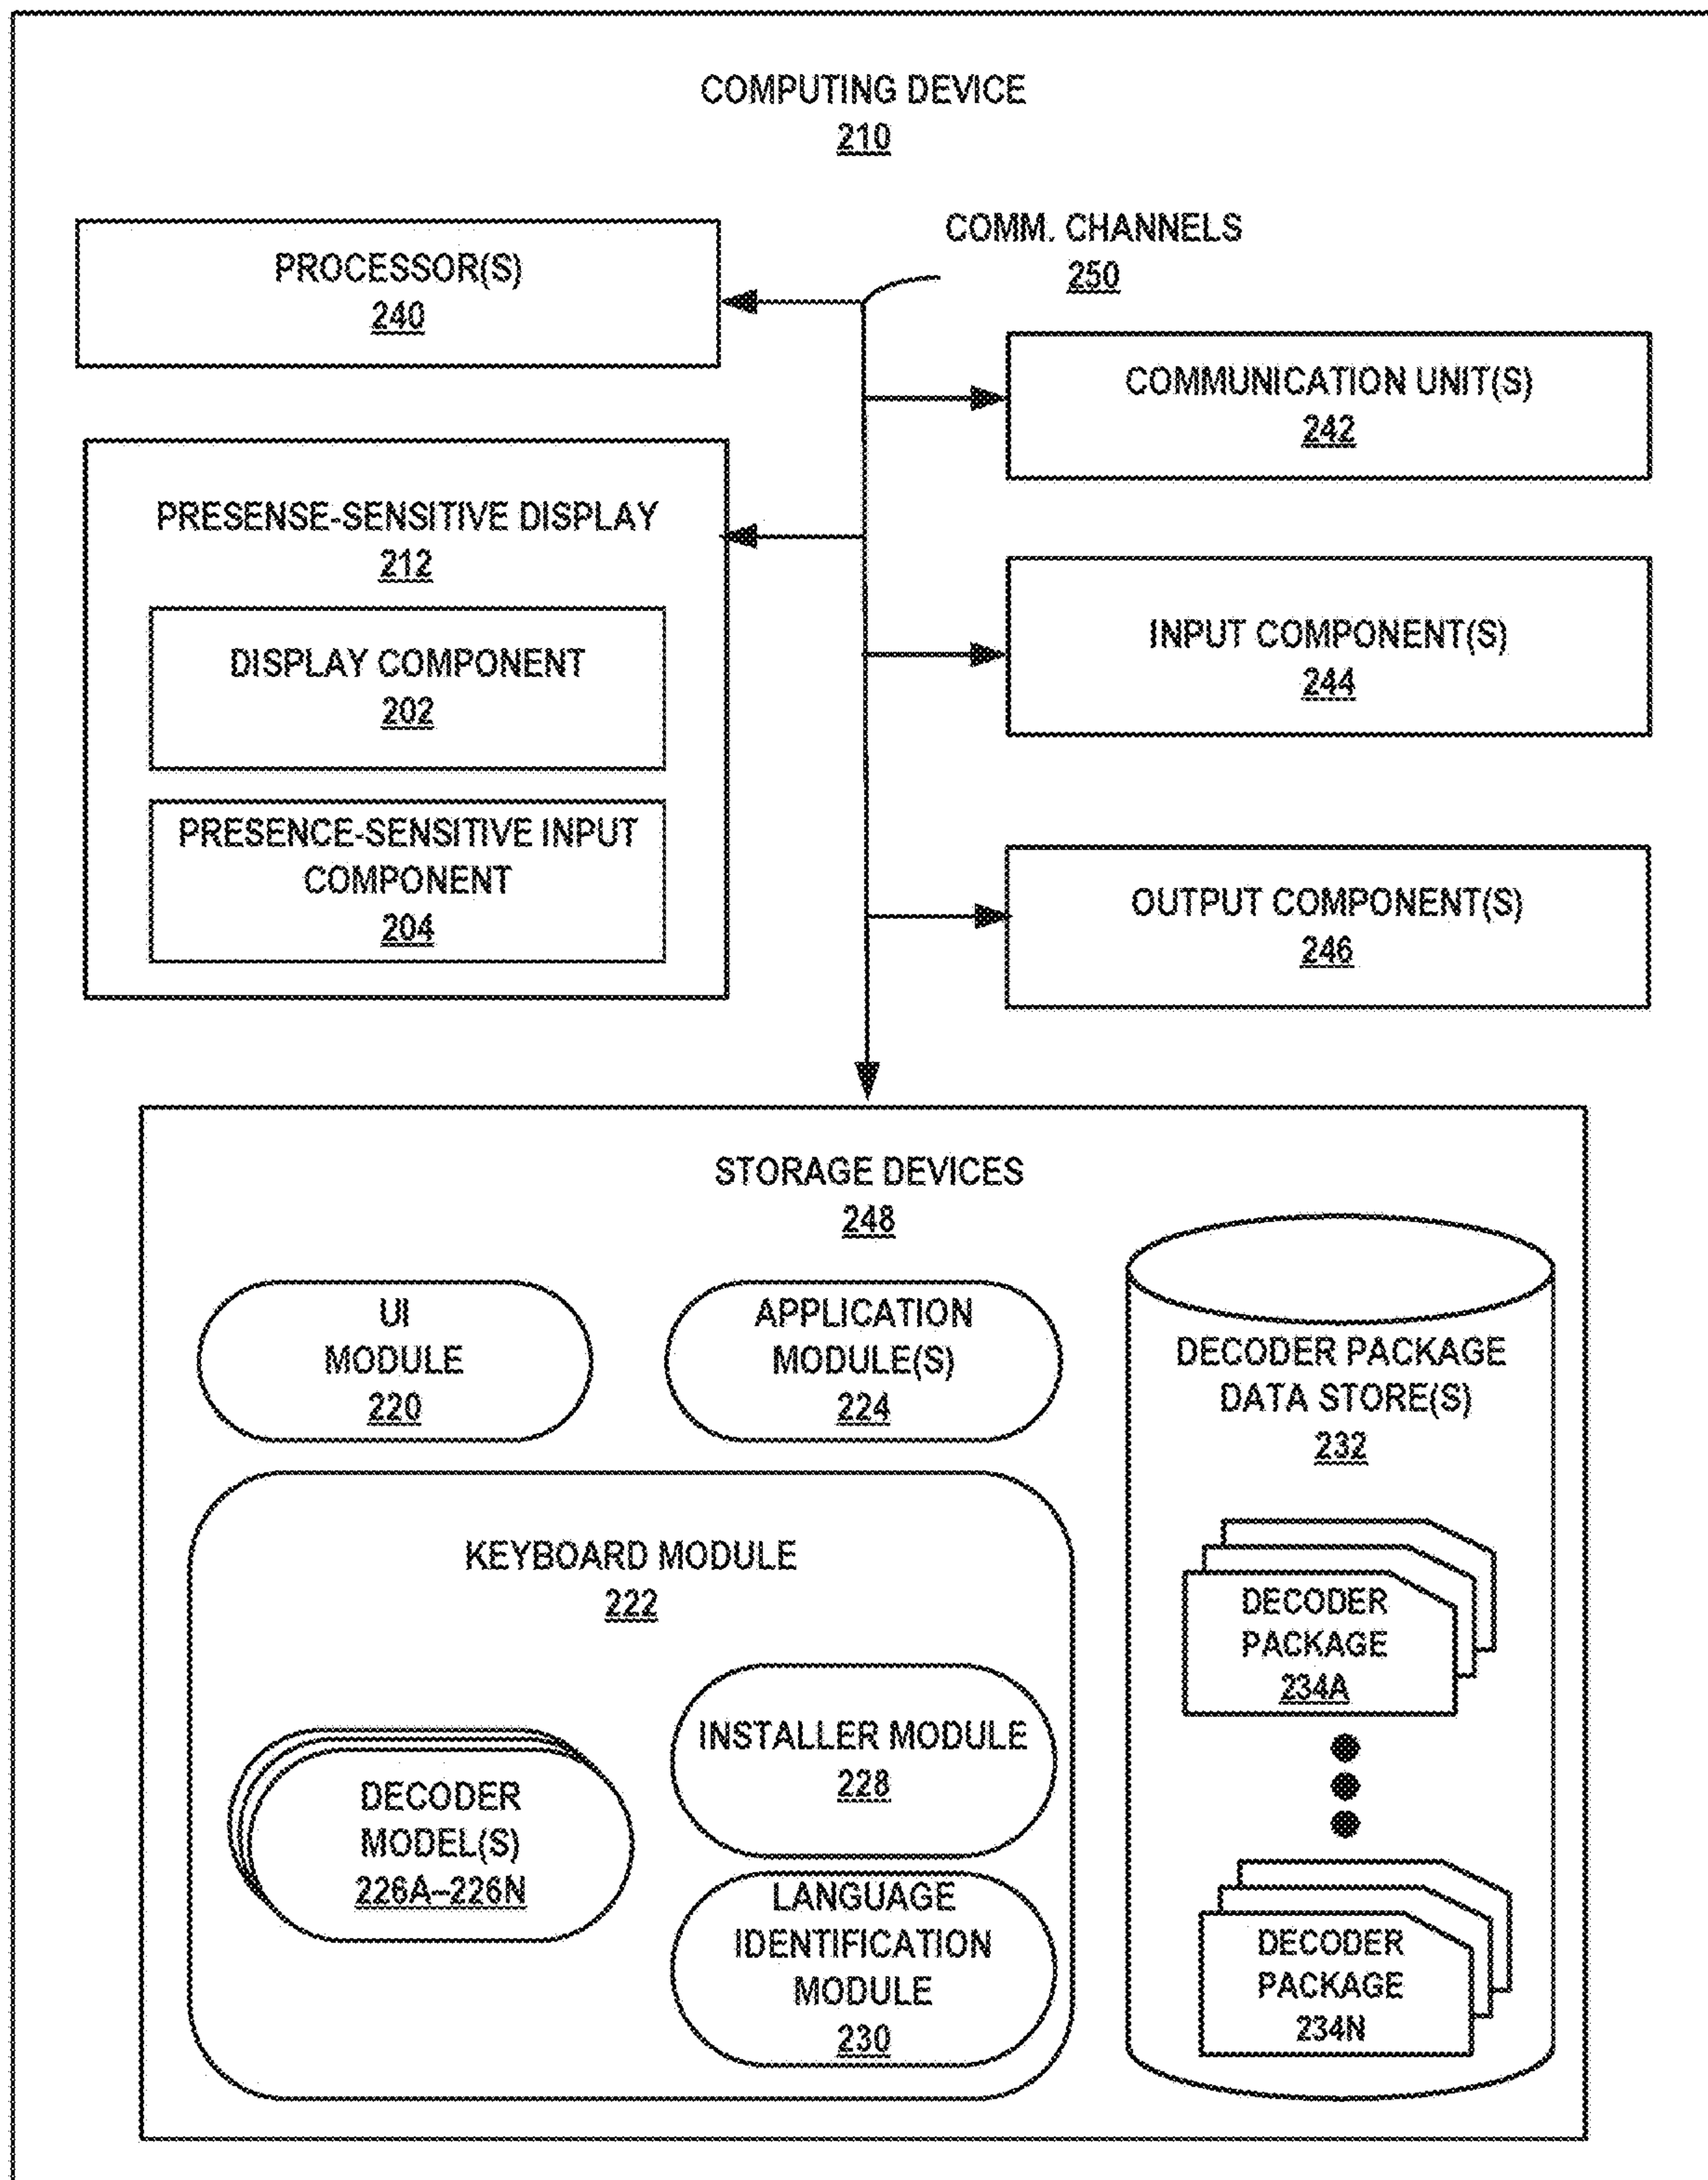 COMPUTING DEVICE
210
COMM. CHANNELS
250
PROCESSOR(S)
240
COMMUNICATION UNIT(S)
242
PRESENSE-SENSITIVE DISPLAY
212
DISPLAY COMPONENT
202
PRESENCE-SENSITIVE INPUT
COMPONENT
204
INPUT COMPONENT(S)
244
OUTPUT COMPONENT(S)
246
STORAGE DEVICES
248
UI
MODULE
220
APPLICATION
MODULE(S)
224
KEYBOARD MODULE
222
DECODER
MODEL(S)
226A–226N
INSTALLER MODULE
228
LANGUAGE
IDENTIFICATION
MODULE
230
DECODER PACKAGE
DATA STORE(S)
232
DECODER
PACKAGE
234A
DECODER
PACKAGE
234N